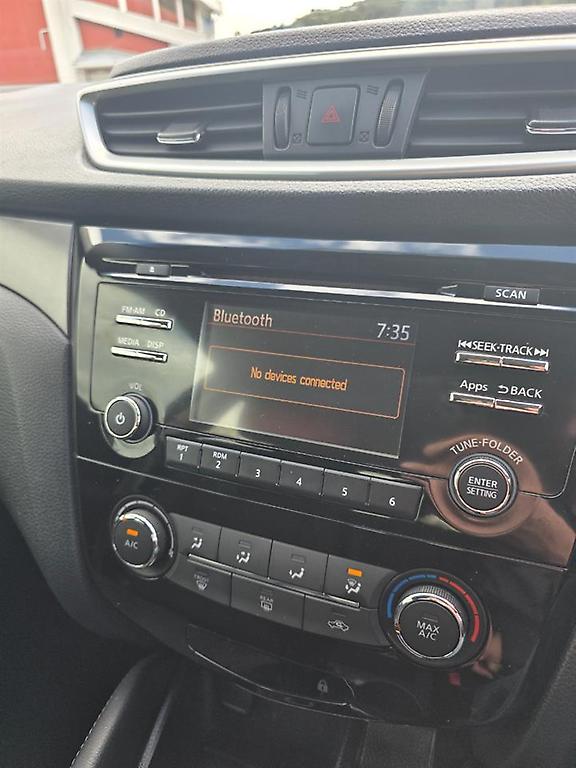 SCAN
FM·AM CD
MEDIA DISP
VOL
Bluetooth 7:35
No devices connected
SEEK·TRACK
Apps BACK
TUNE·FOLDER
ENTER
SETTING
RPT
RDM
2
3
4
5
6
A/C
FRONT
REAR
MAX
A/C